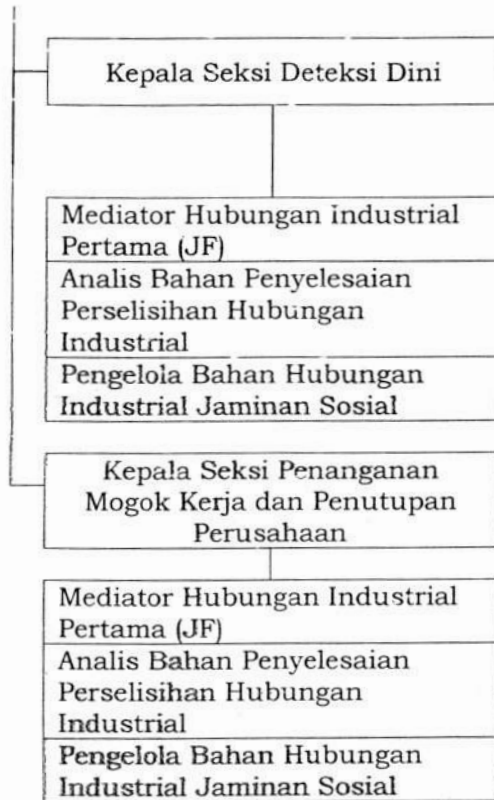 Kepala Seksi Deteksi Dini
Mediator Hubungan Industrial
Pertama (JF)
Analis Bahan Penyelesaian
Perselisihan Hubungan
Industrial
Pengelola Bahan Hubungan
Industrial Jaminan Sosial
Kepala Seksi Penanganan
Mogok Kerja dan Penutupan
Perusahaan
Mediator Hubungan Industrial
Pertama (JF)
Analis Bahan Penyelesaian
Perselisihan Hubungan
Industrial
Pengelola Bahan Hubungan
Industrial Jaminan Sosial